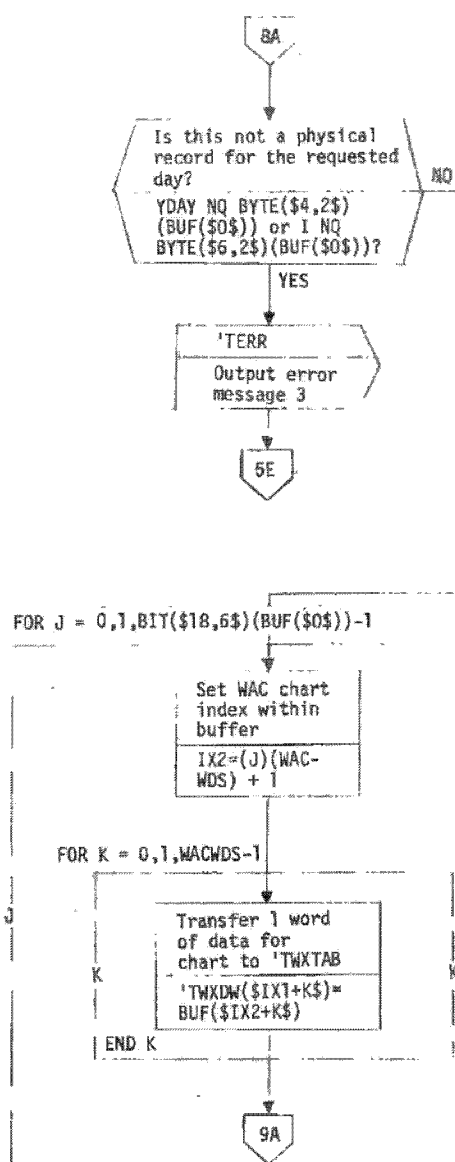 8A
Is this not a physical
record for the requested
day?
NO
YDAY NQ BYTE($4,2$)
(BUF($0$)) or I NQ
BYTE($6,2$)(BUF($0$))?
YES
'TERR
Output error
message 3
5E
FOR J = 0,1,BIT($18,6$)(BUF($0$))-1
Set WAC chart
index within
buffer
IX2=(J)(WAC-
WDS) + 1
FOR K = 0,1,WACWDS-1
J
Transfer 1 word
of data for
chart to 'TWXTAB
K
'TWXDW($IX1+K$)=
BUF($IX2+K$)
END K
9A